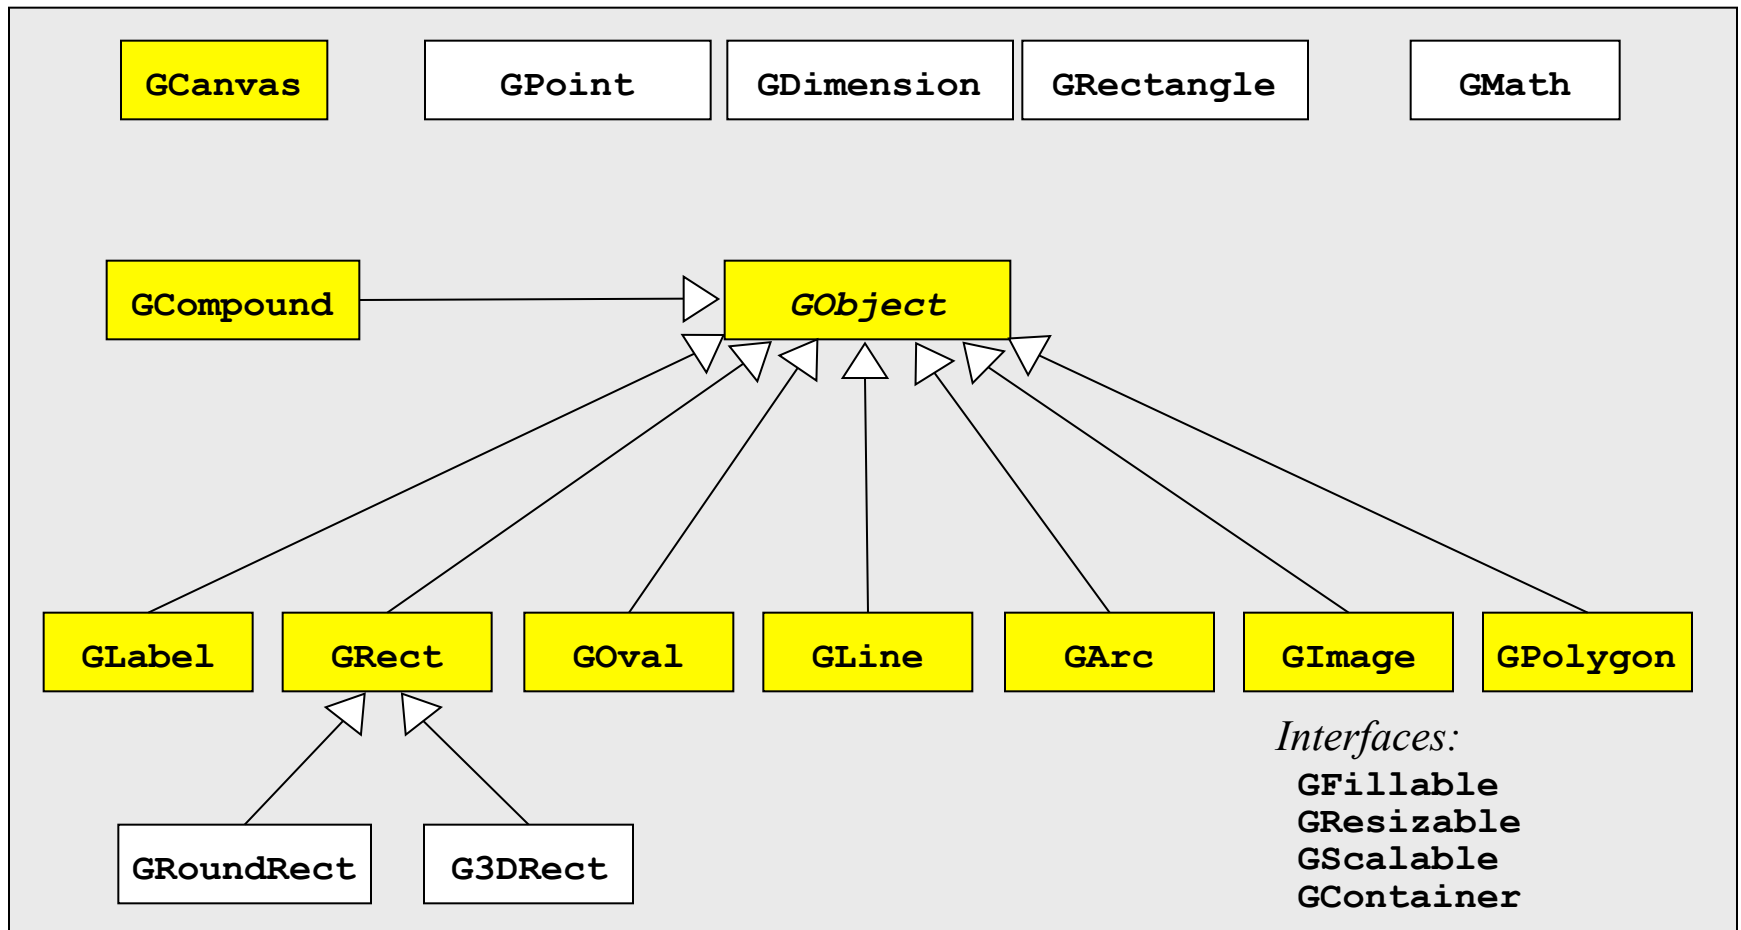 GCanvas GPoint GDimension GRectangle GMath
GCompound GObject
GLabel GRect GOval GLine GArc GImage GPolygon
Interfaces:
GFillable
GResizable
GScalable
GContainer
GRoundRect G3DRect